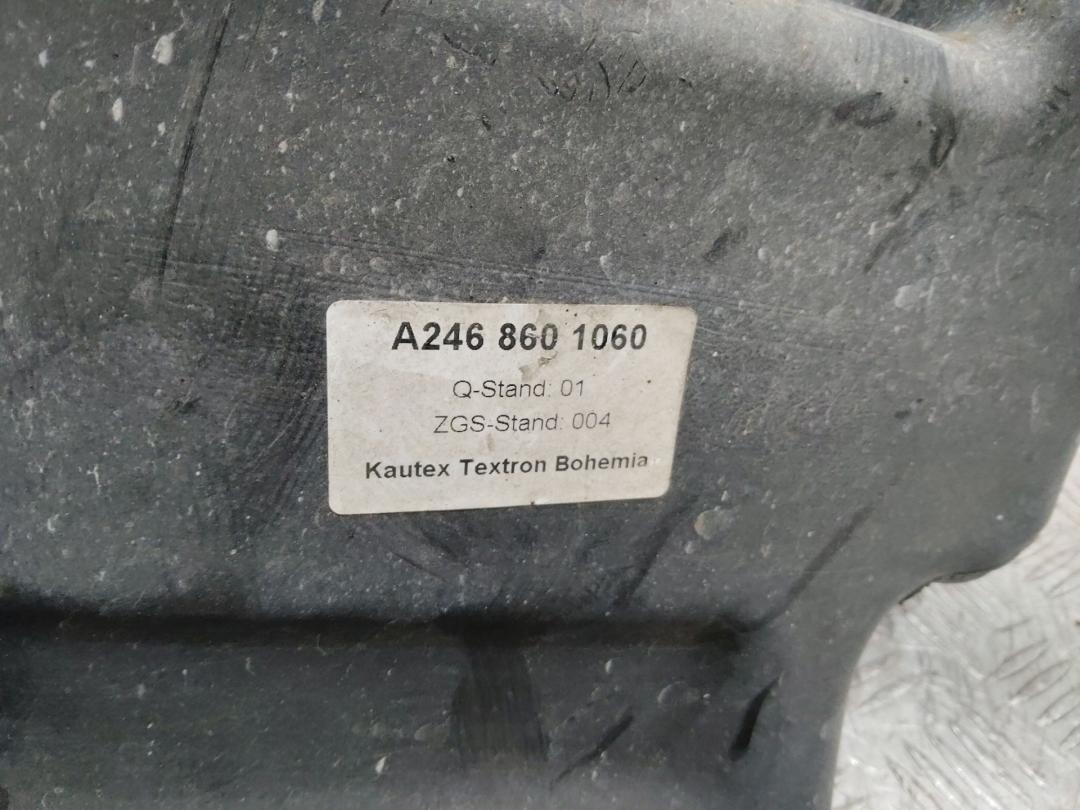 A246 860 1060
Q-Stand: 01
ZGS-Stand: 004
Kautex Textron Bohemia